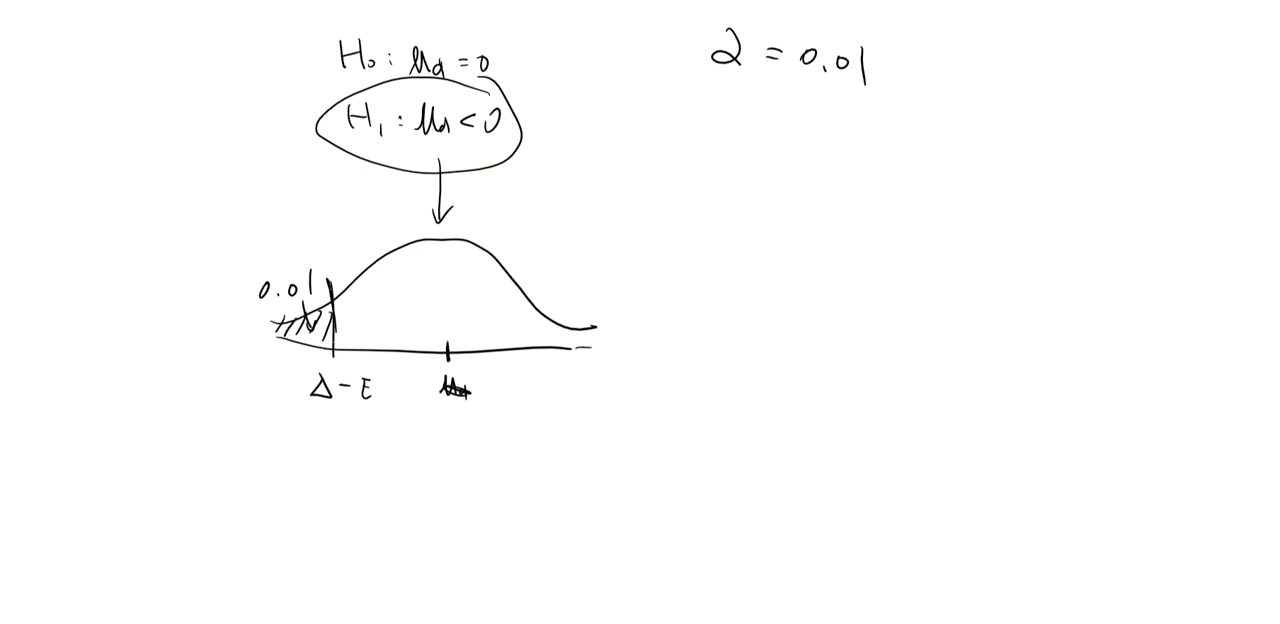 H₀ : μd = 0
α = 0.01
H₁ : μd < 0
0.01
Δ - E